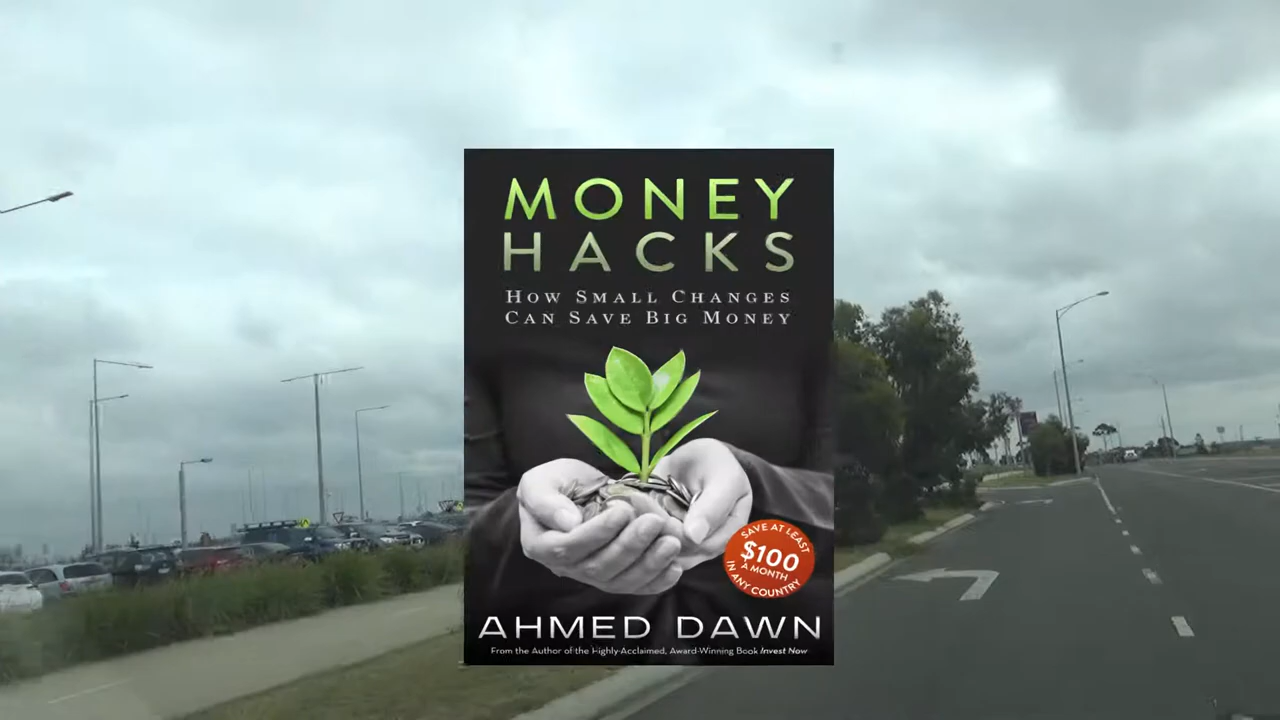 MONEY
HACKS
HOW SMALL CHANGES
CAN SAVE BIG MONEY
SAVE AT LEAST
$100
A MONTH
IN ANY COUNTRY
AHMED DAWN
From the Author of the Highly-Acclaimed, Award-Winning Book Invest Now